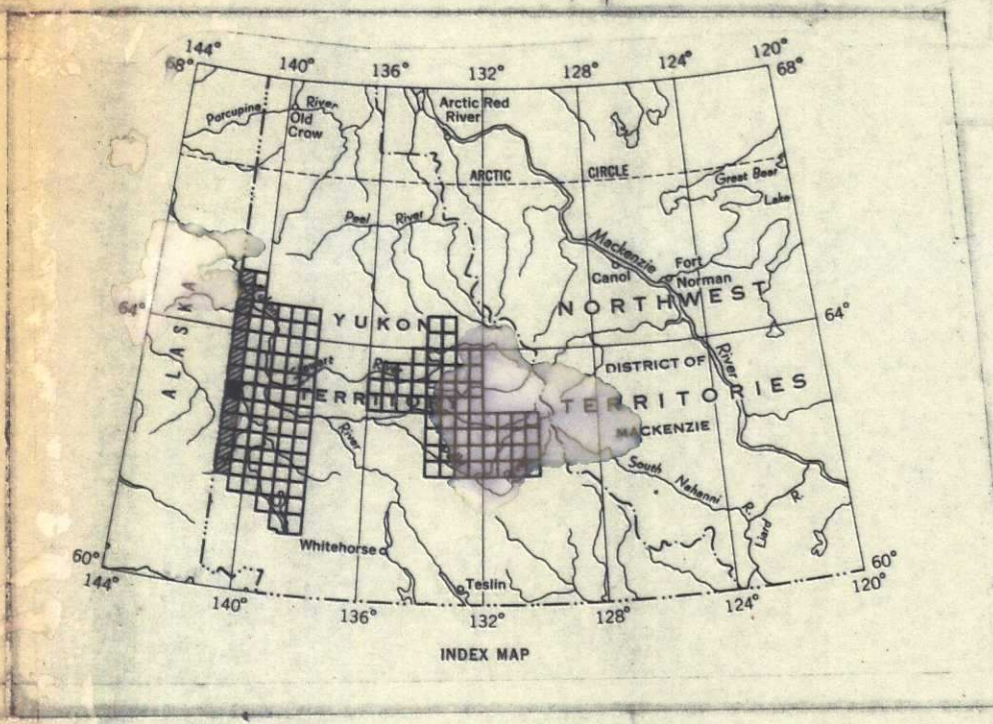 144° 140° 136° 132° 128° 124° 120°
68° 68°
Porcupine River
Old
Crow
Arctic Red
River
ARCTIC CIRCLE
Great Bear
Lake
Peel River
Mackenzie
Fort
Norman
Canol
64° 64°
ALASKA
YUKON
TERRITORY
NORTHWEST
TERRITORIES
DISTRICT OF
MACKENZIE
River
River
River
South Nahanni R.
Liard R.
Whitehorse
Teslin
60° 60°
144° 140° 136° 132° 128° 124° 120°
INDEX MAP